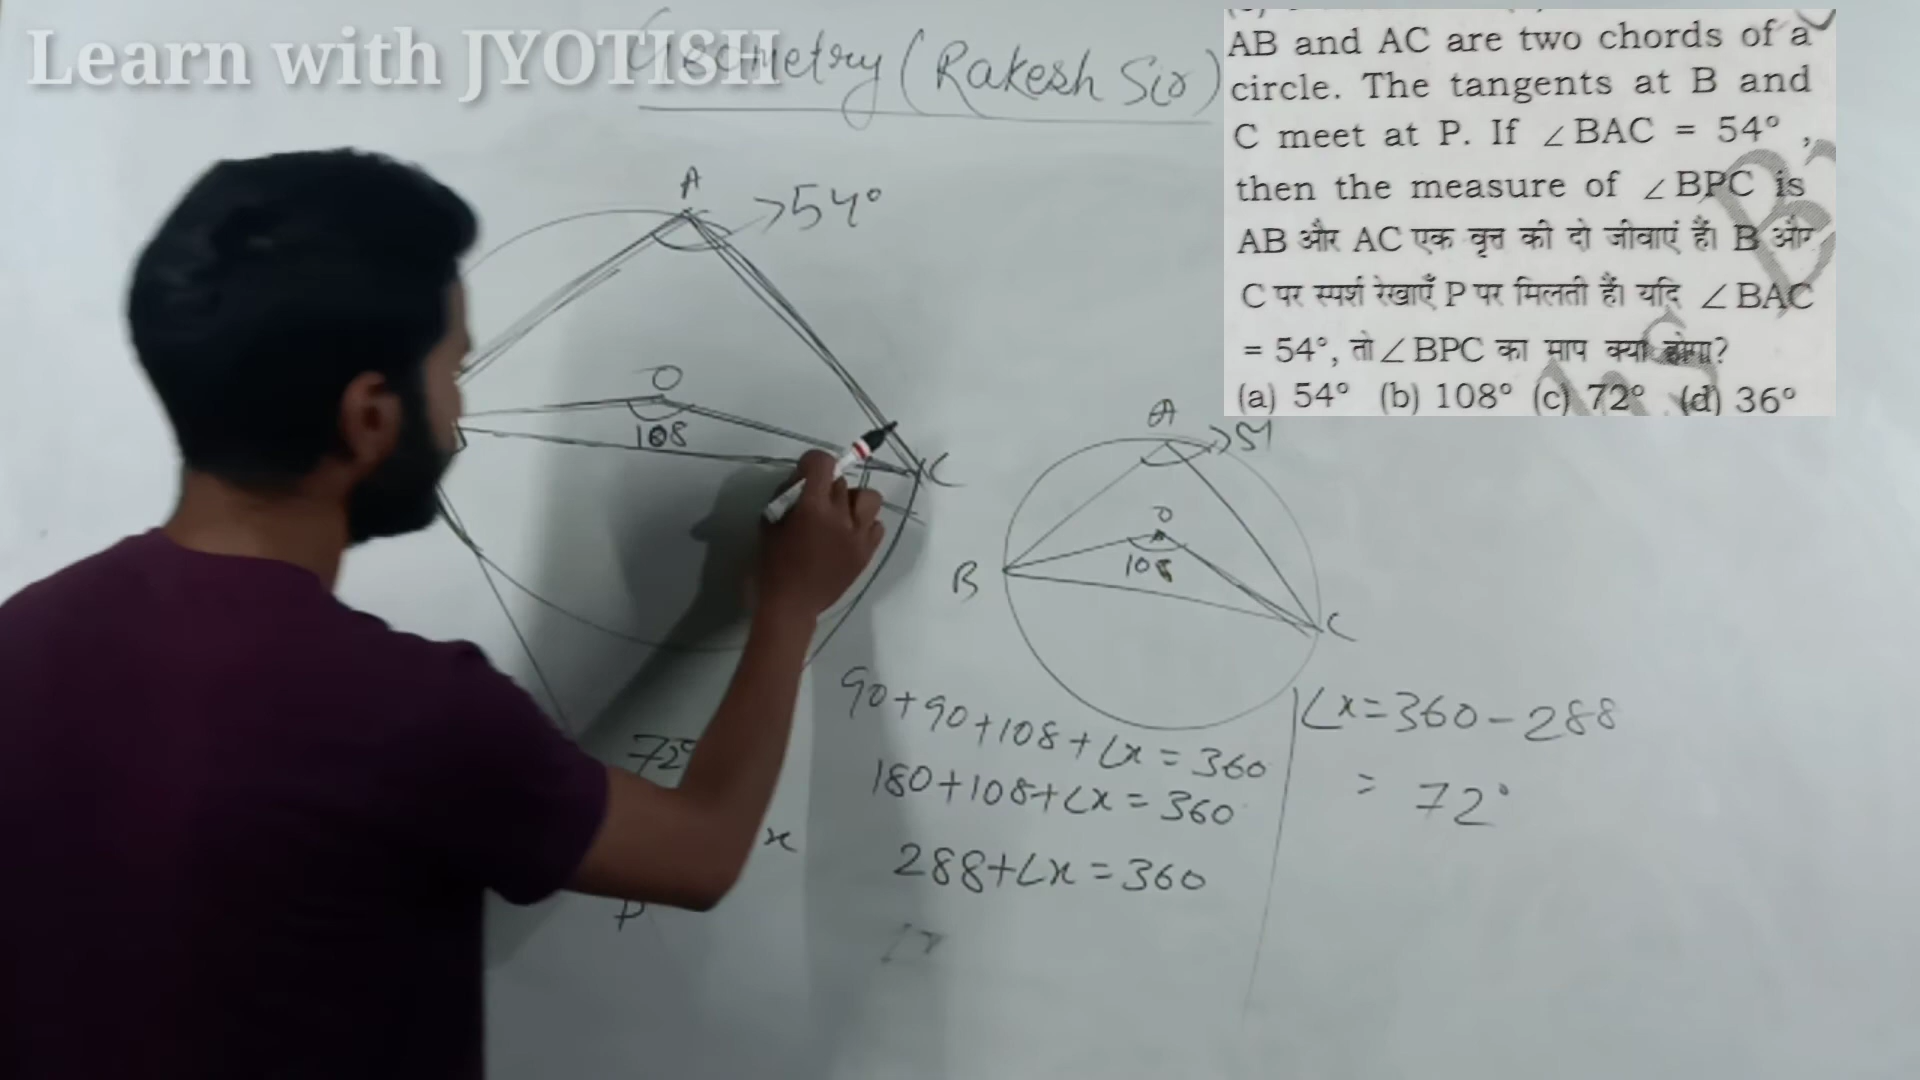 Learn with JYOTISH
Geometry (Rakesh Sir)
AB and AC are two chords of a
circle. The tangents at B and
C meet at P. If ∠BAC = 54° ,
then the measure of ∠BPC is
AB और AC एक वृत्त की दो जीवाएं हैं। B और
C पर स्पर्श रेखाएँ P पर मिलती हैं। यदि ∠BAC
= 54°, तो ∠BPC का माप क्या होगा?
(a) 54° (b) 108° (c) 72° (d) 36°
A
54°
O
108
C
72°
x
P
A
O
108
B
C
90+90+108+∠x=360
180+108+∠x=360
288+∠x=360
∠x=360-288
= 72°